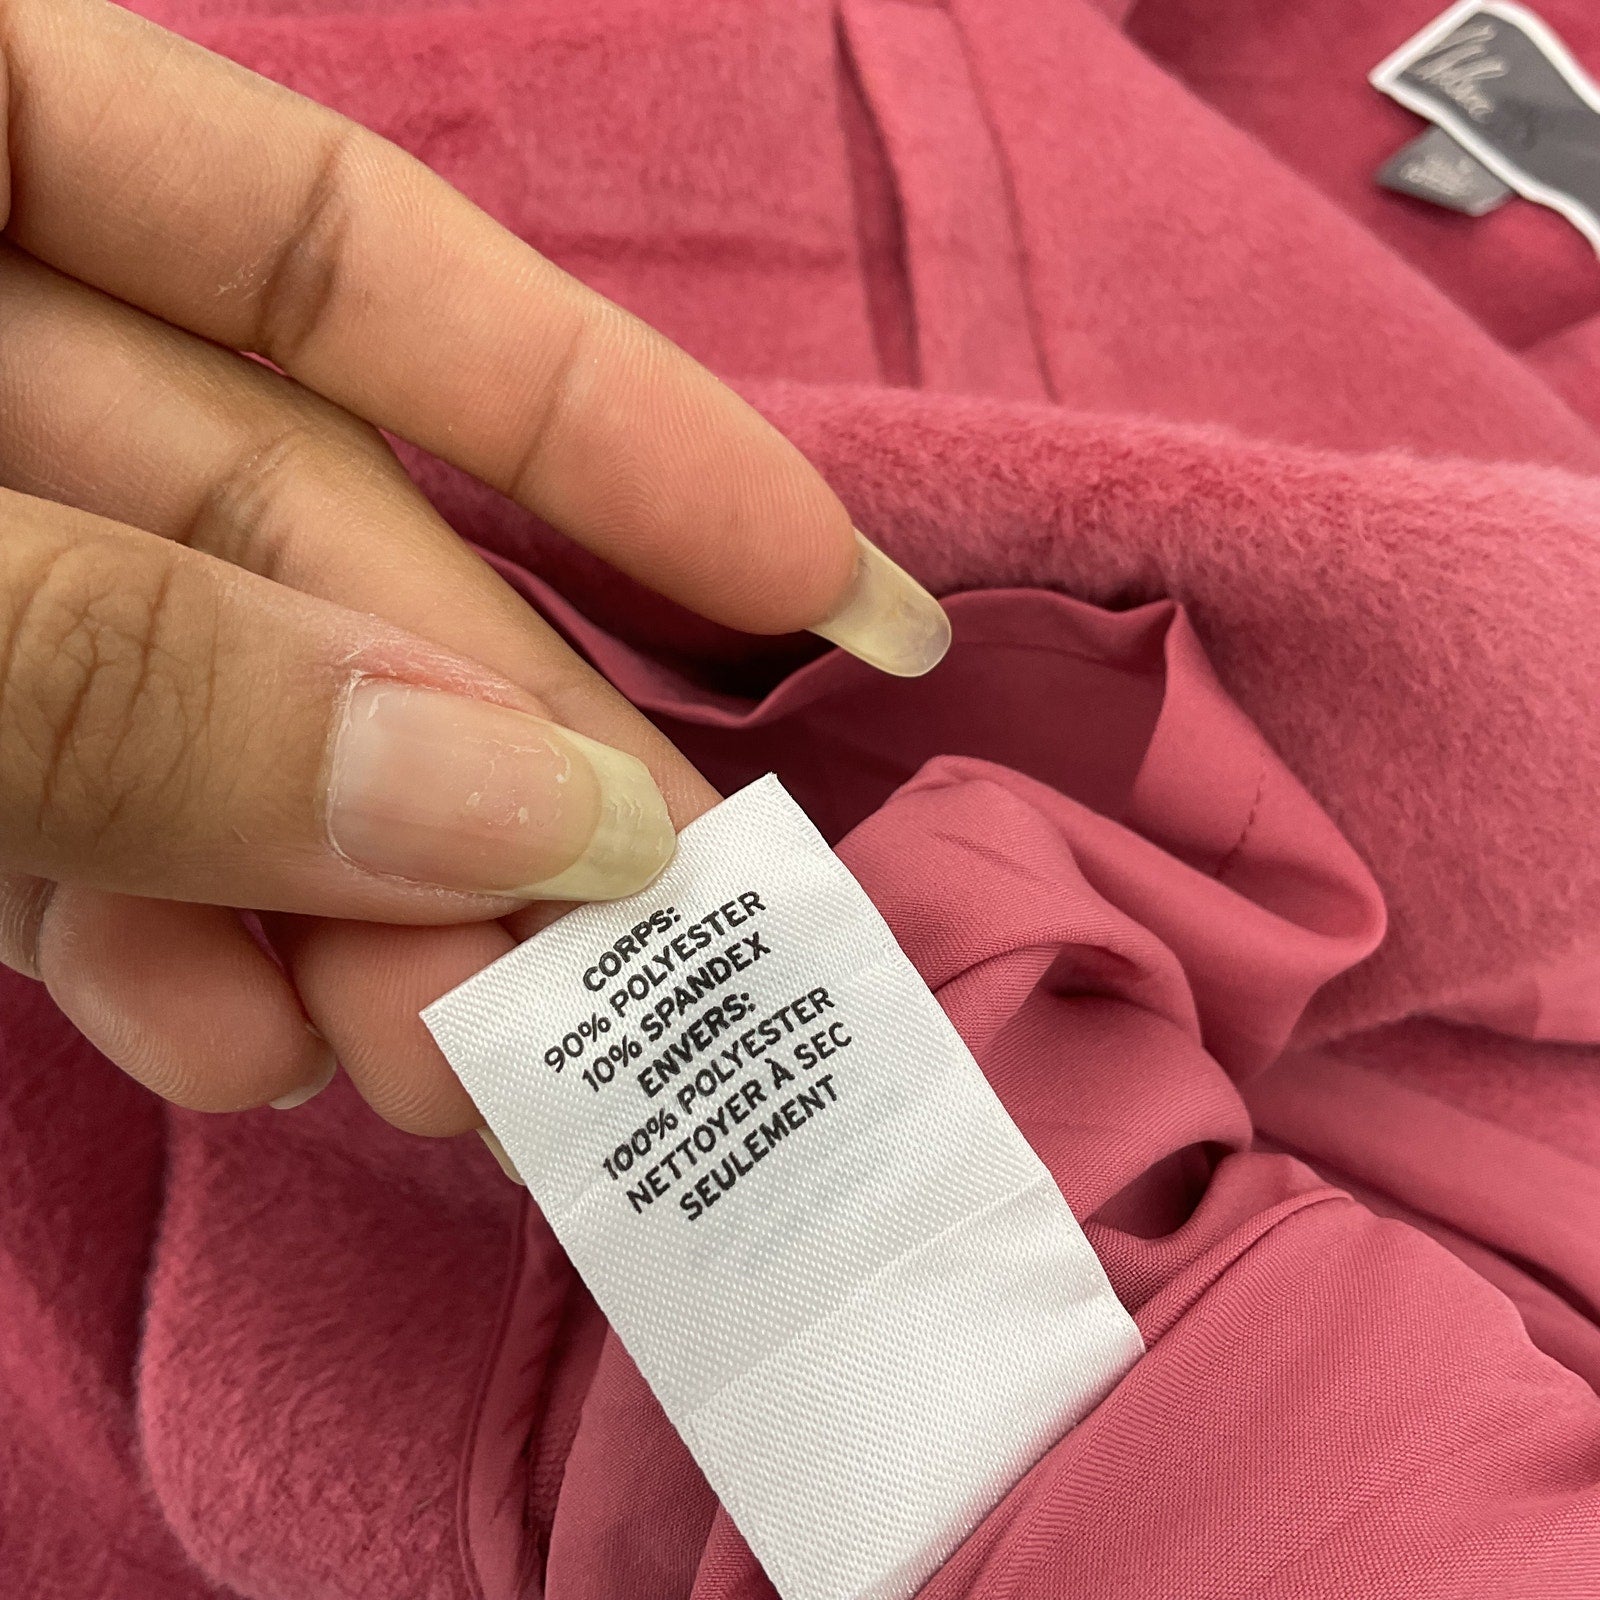 CORPS:
90% POLYESTER
10% SPANDEX
ENVERS:
100% POLYESTER
NETTOYER À SEC
SEULEMENT